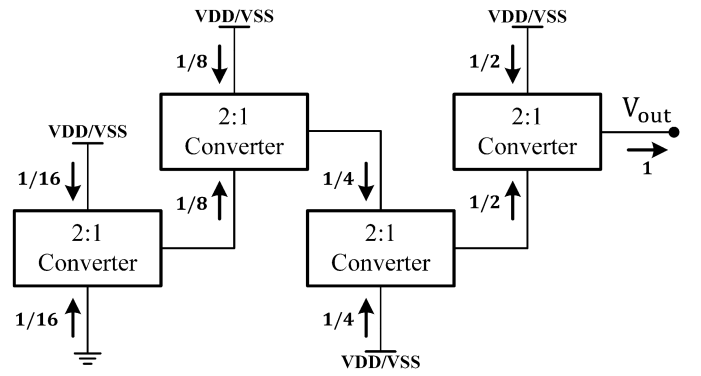 VDD/VSS
VDD/VSS
1/8
1/2
2:1
Converter
2:1
Converter
Vout
1
VDD/VSS
1/16
1/8
1/4
1/2
2:1
Converter
2:1
Converter
1/16
1/4
VDD/VSS